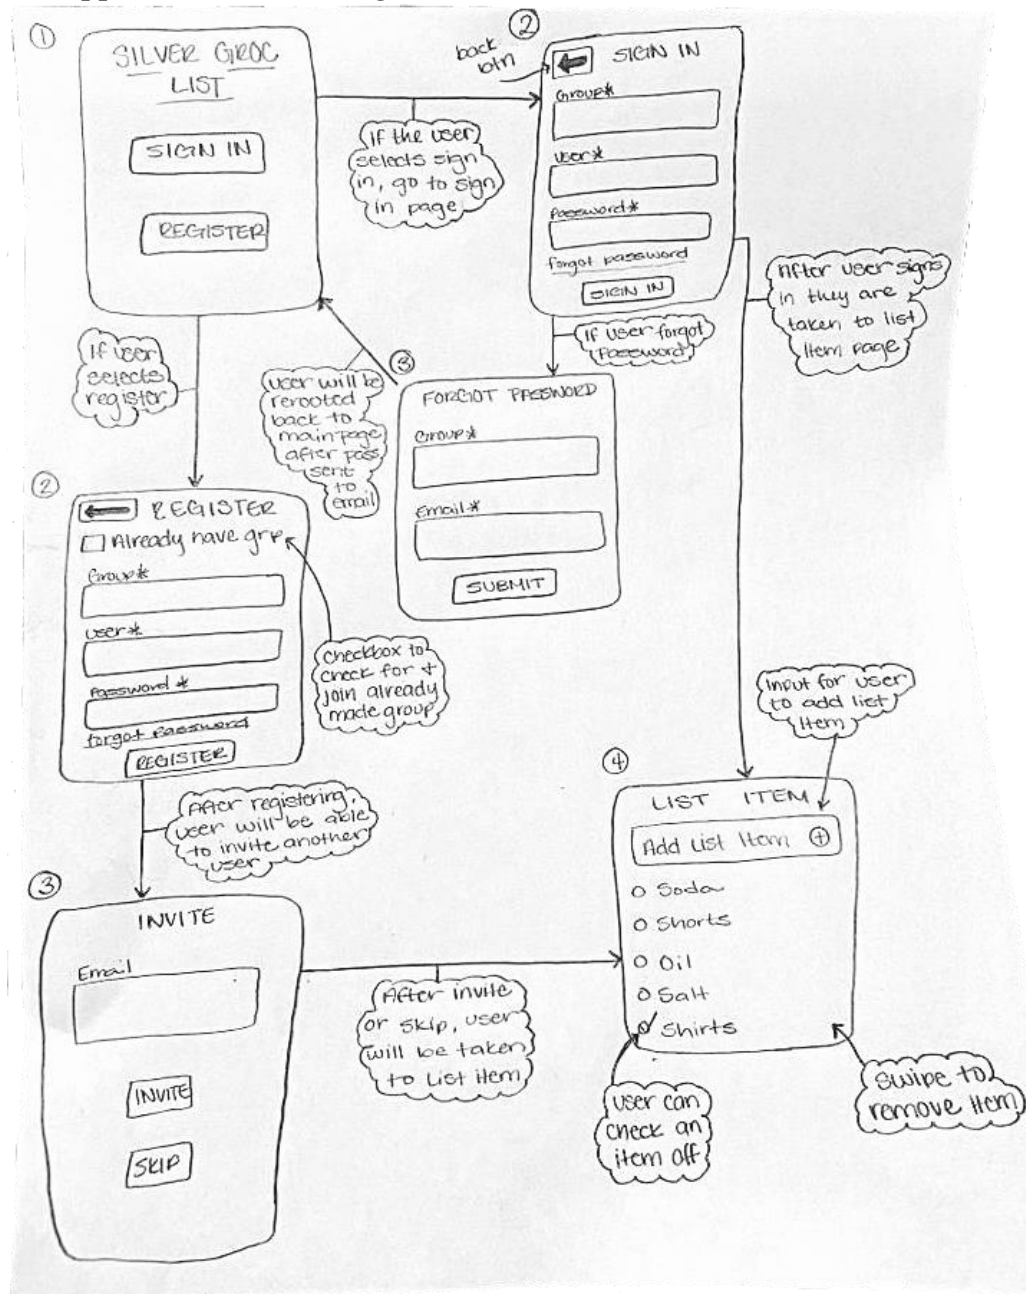 1
SILVER GROC
LIST
SIGN IN
REGISTER
If the user
selects sign
in, go to sign
in page
2
back
btn
SIGN IN
Group*
User*
Password*
forgot password
SIGN IN
After user signs
in they are
taken to list
Item page
If user forgot
Password
If user
selects
register
user will be
rerooted
back to
main page
after pass
sent
to
email
3
FORGOT PASSWORD
Group*
Email*
SUBMIT
2
REGISTER
Already have grp
Group*
user*
Password*
forgot password
REGISTER
checkbox to
check for +
join already
made group
After registering,
user will be able
to invite another
user
3
INVITE
Email
INVITE
SKIP
After invite
or skip, user
will be taken
to List Item
Input for user
to add list
Item
4
LIST ITEM
Add List Item +
Soda
Shorts
Oil
Salt
Shirts
User can
check an
item off
Swipe to
remove Item